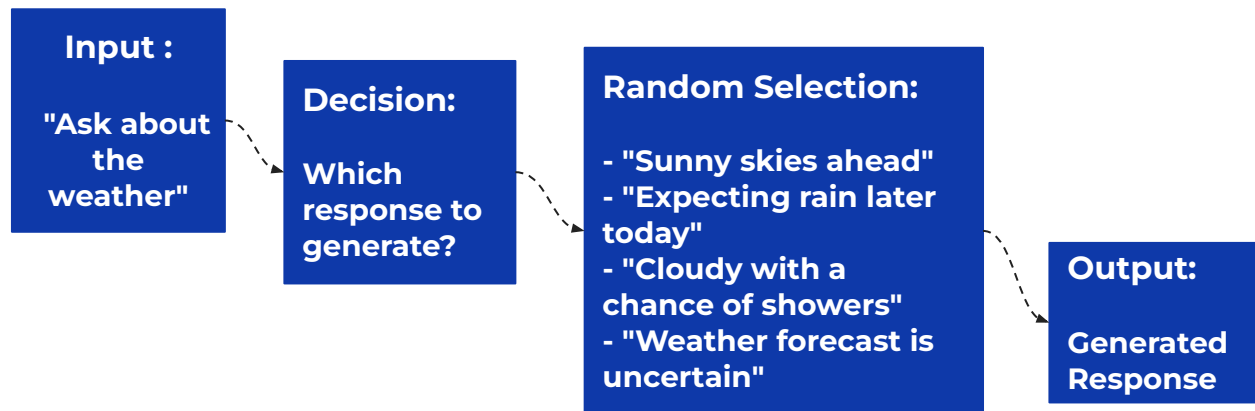 Input :
"Ask about
the
weather"
Decision:
Which
response to
generate?
Random Selection:
- "Sunny skies ahead"
- "Expecting rain later
today"
- "Cloudy with a
chance of showers"
- "Weather forecast is
uncertain"
Output:
Generated
Response